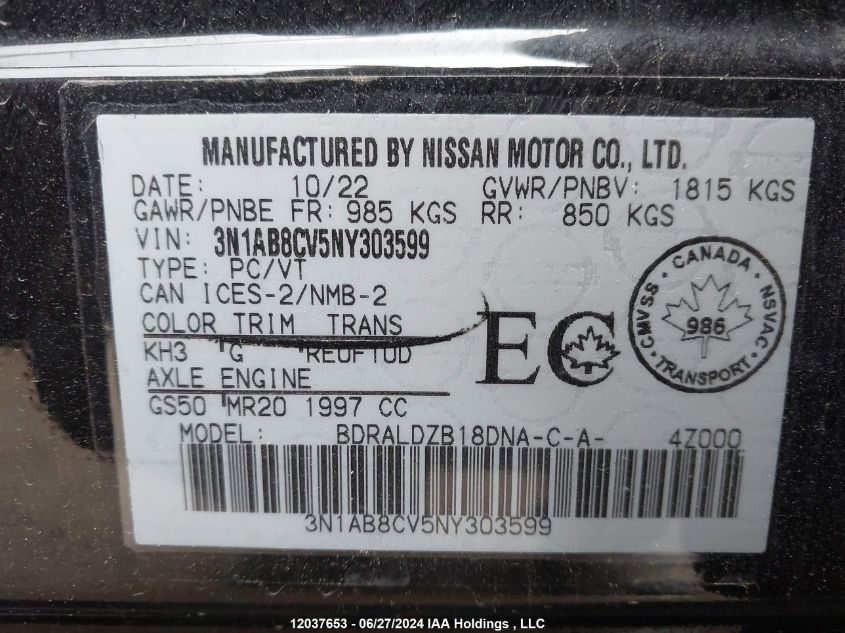 MANUFACTURED BY NISSAN MOTOR CO., LTD.
DATE: 10/22 GVWR/PNBV: 1815 KGS
GAWR/PNBE FR: 985 KGS RR: 850 KGS
VIN: 3N1AB8CV5NY303599
TYPE: PC/VT
CAN ICES-2/NMB-2
COLOR TRIM TRANS
KH3 G
AXLE ENGINE
GS50 MR20 1997 CC
EC
CANADA
CMVSS 986 NSVAC
TRANSPORT
MODEL: BDRALDZB18DNA-C-A- 4Z000
3N1AB8CV5NY303599
12037653 - 06/27/2024 IAA Holdings , LLC